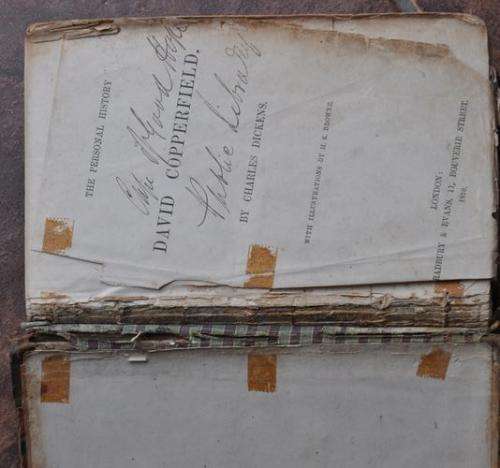 THE PERSONAL HISTORY
DAVID COPPERFIELD.
Public Library
BY CHARLES DICKENS.
WITH ILLUSTRATIONS BY H. K. BROWNE.
LONDON:
BRADBURY & EVANS 11, BOUVERIE STREET.
1850.